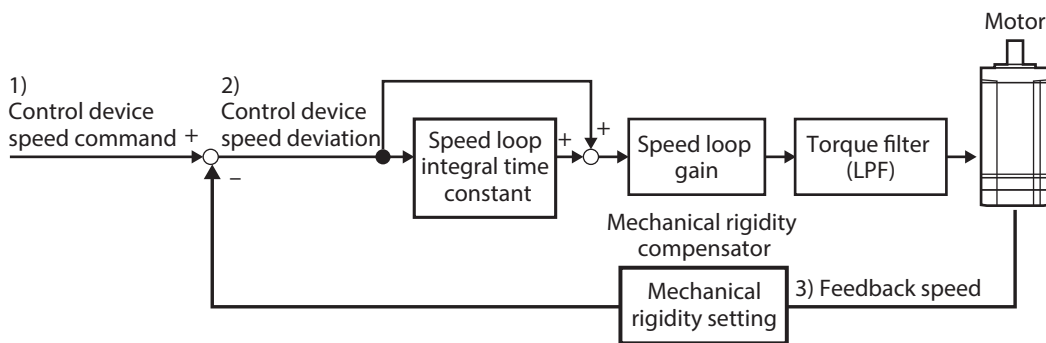 Motor
1)
Control device
speed command
+
−
2)
Control device
speed deviation
Speed loop
integral time
constant
+
+
Speed loop
gain
Torque filter
(LPF)
Mechanical rigidity
compensator
Mechanical
rigidity setting
3) Feedback speed